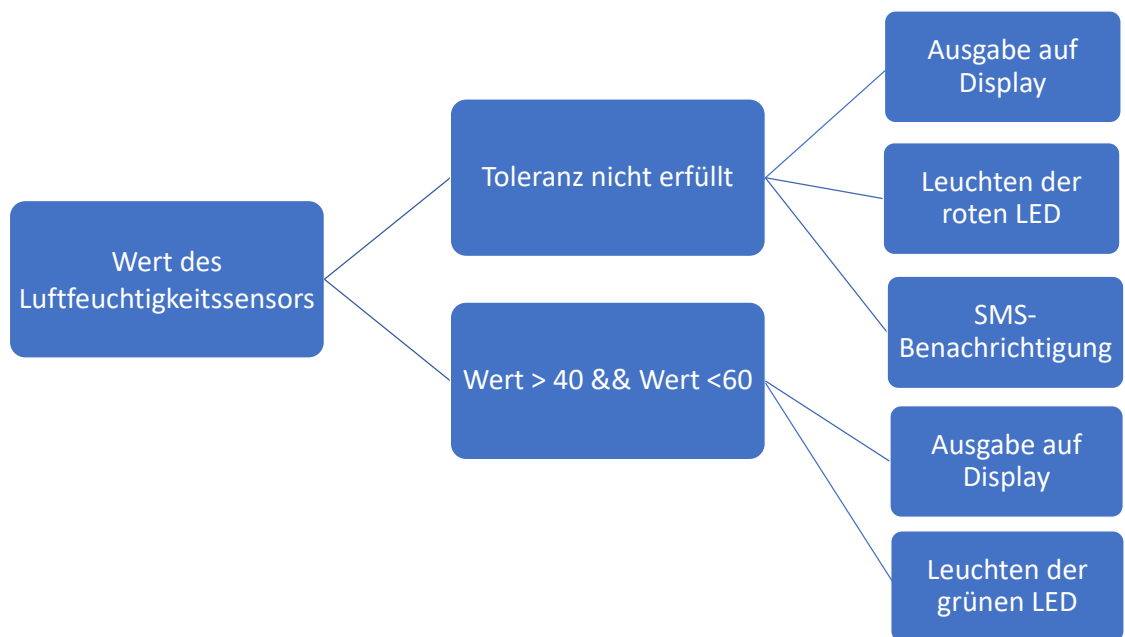 Wert des
Luftfeuchtigkeitssensors
Toleranz nicht erfüllt
Wert > 40 && Wert <60
Ausgabe auf
Display
Leuchten der
roten LED
SMS-
Benachrichtigung
Ausgabe auf
Display
Leuchten der
grünen LED